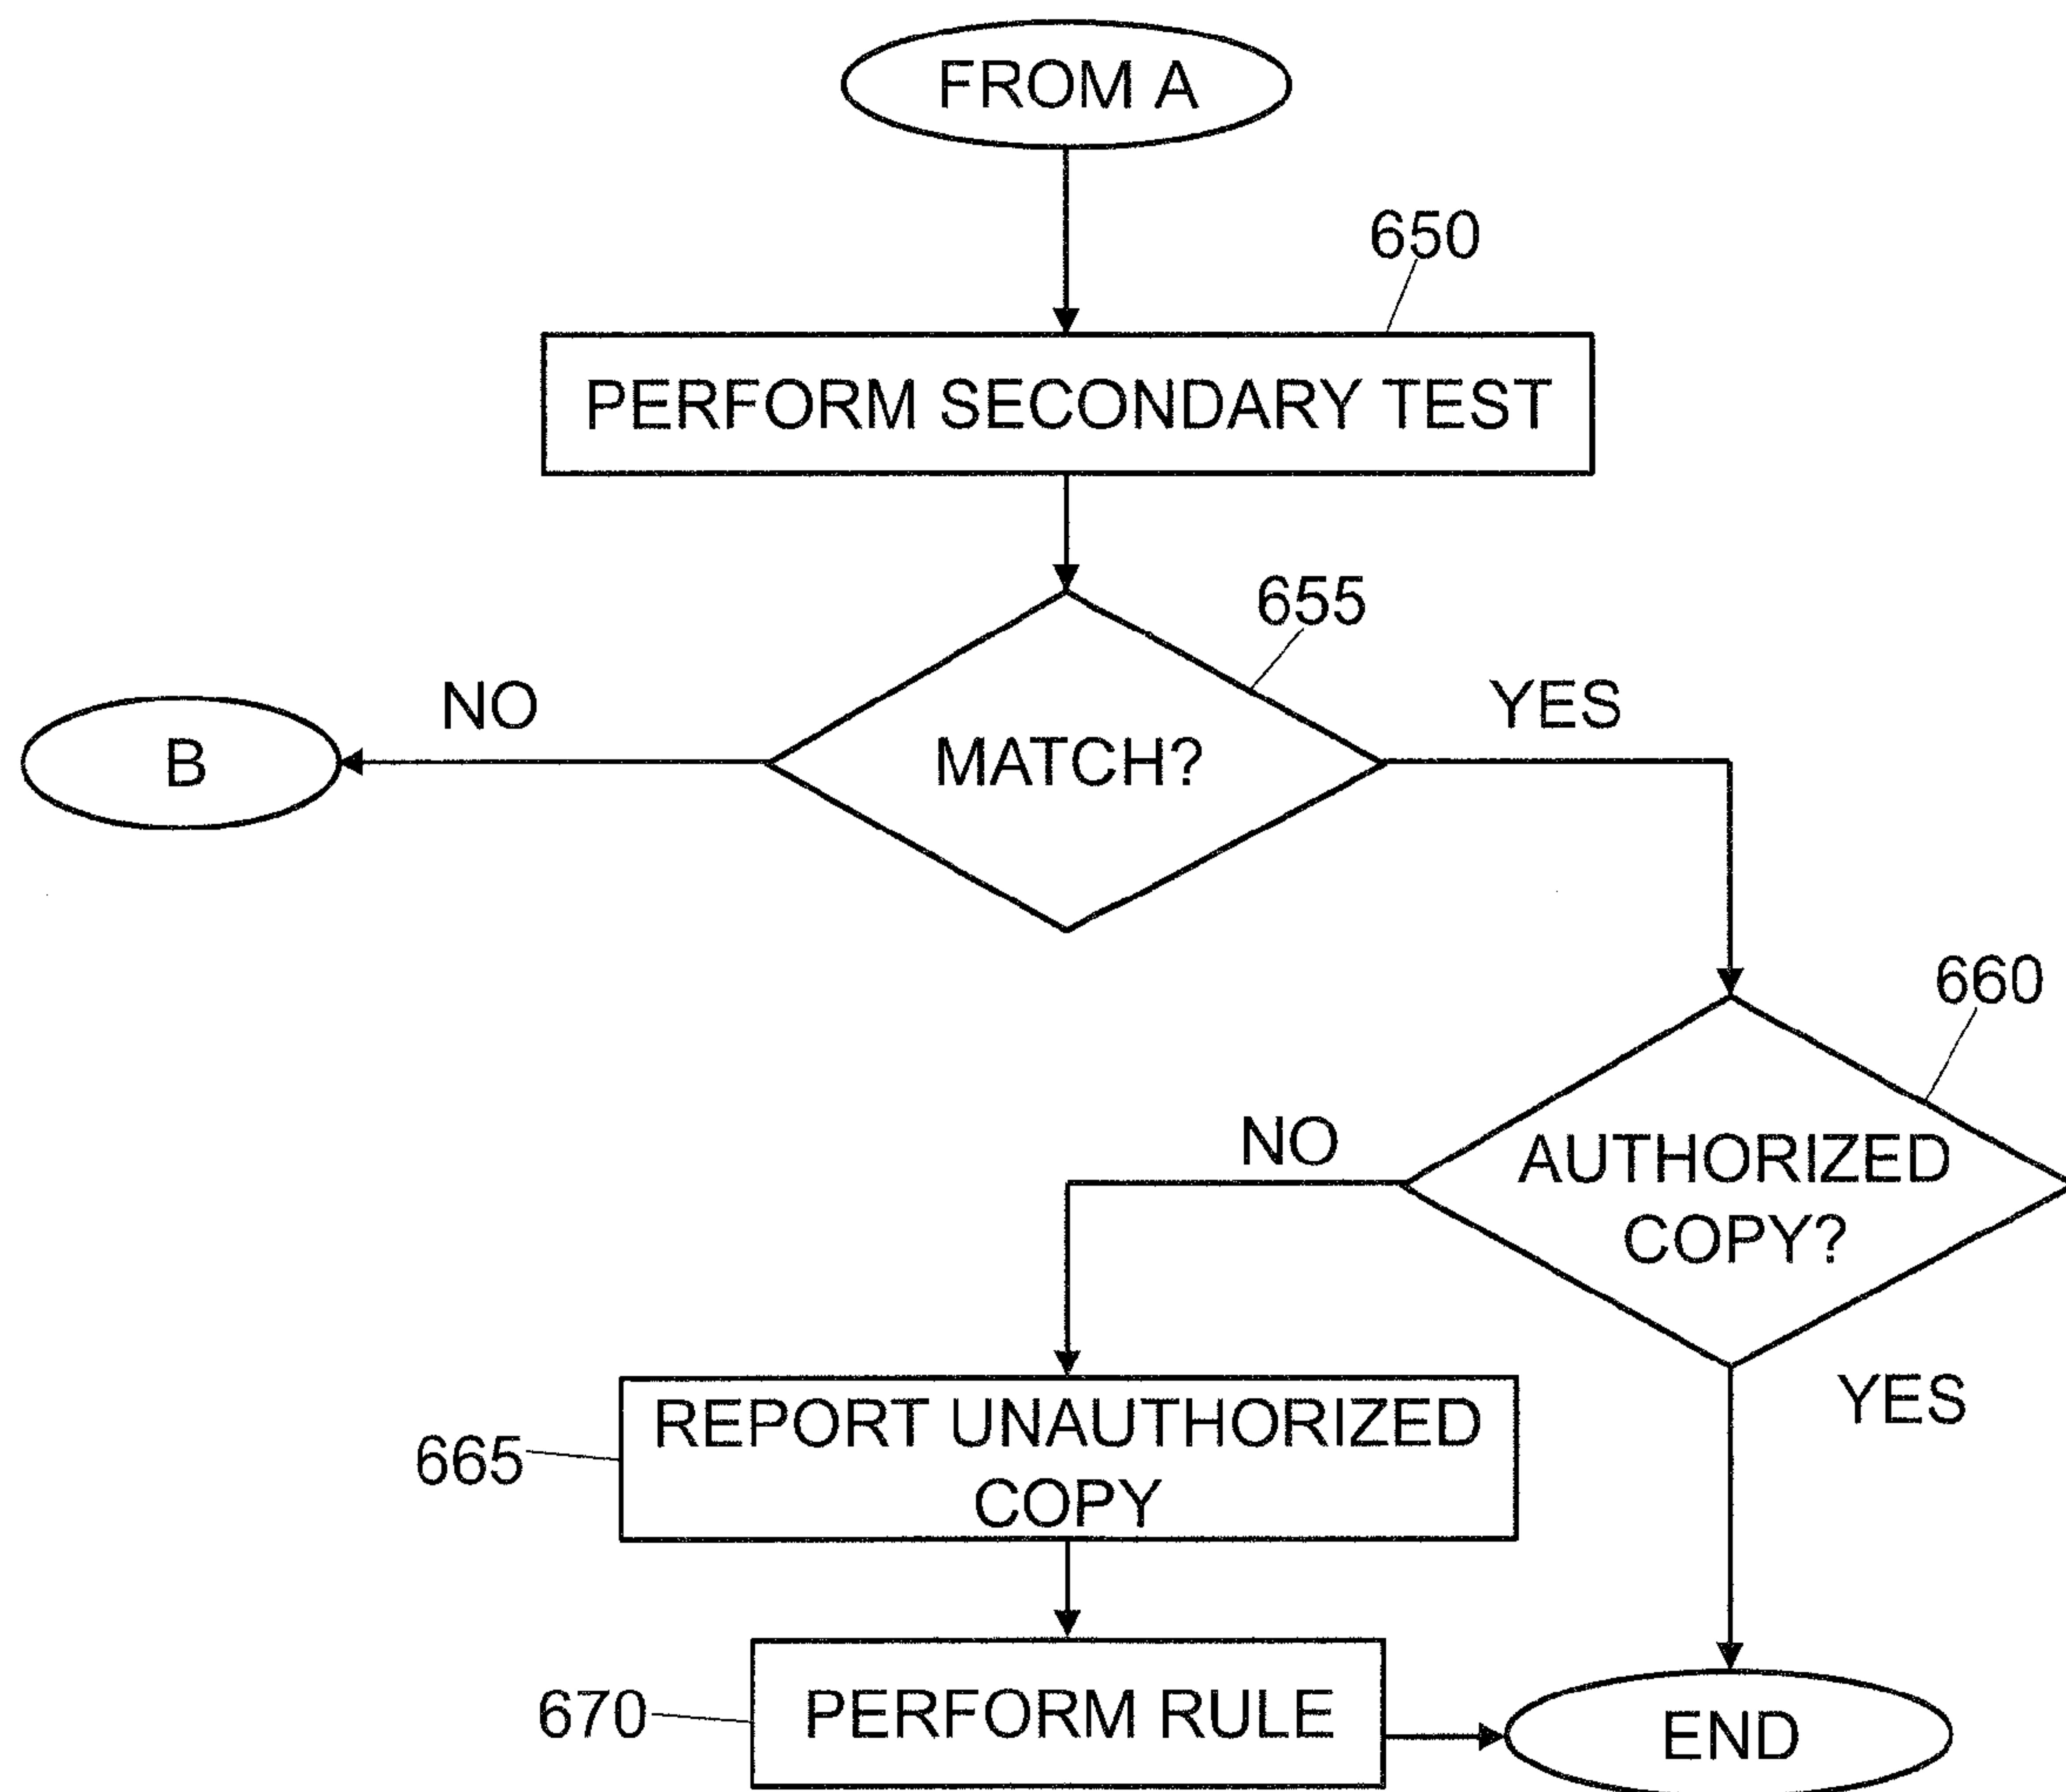 FROM A
650
PERFORM SECONDARY TEST
655
NO
YES
B
MATCH?
660
NO
AUTHORIZED
COPY?
YES
REPORT UNAUTHORIZED
COPY
665
670
PERFORM RULE
END